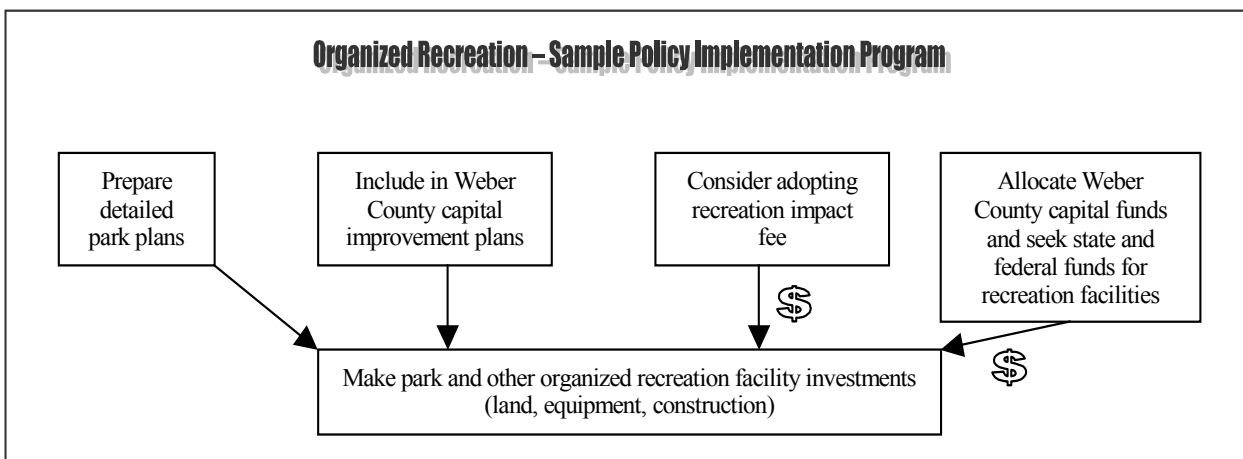 Organized Recreation – Sample Policy Implementation Program
Prepare
detailed
park plans
Include in Weber
County capital
improvement plans
Consider adopting
recreation impact
fee
Allocate Weber
County capital funds
and seek state and
federal funds for
recreation facilities
$
$
Make park and other organized recreation facility investments
(land, equipment, construction)